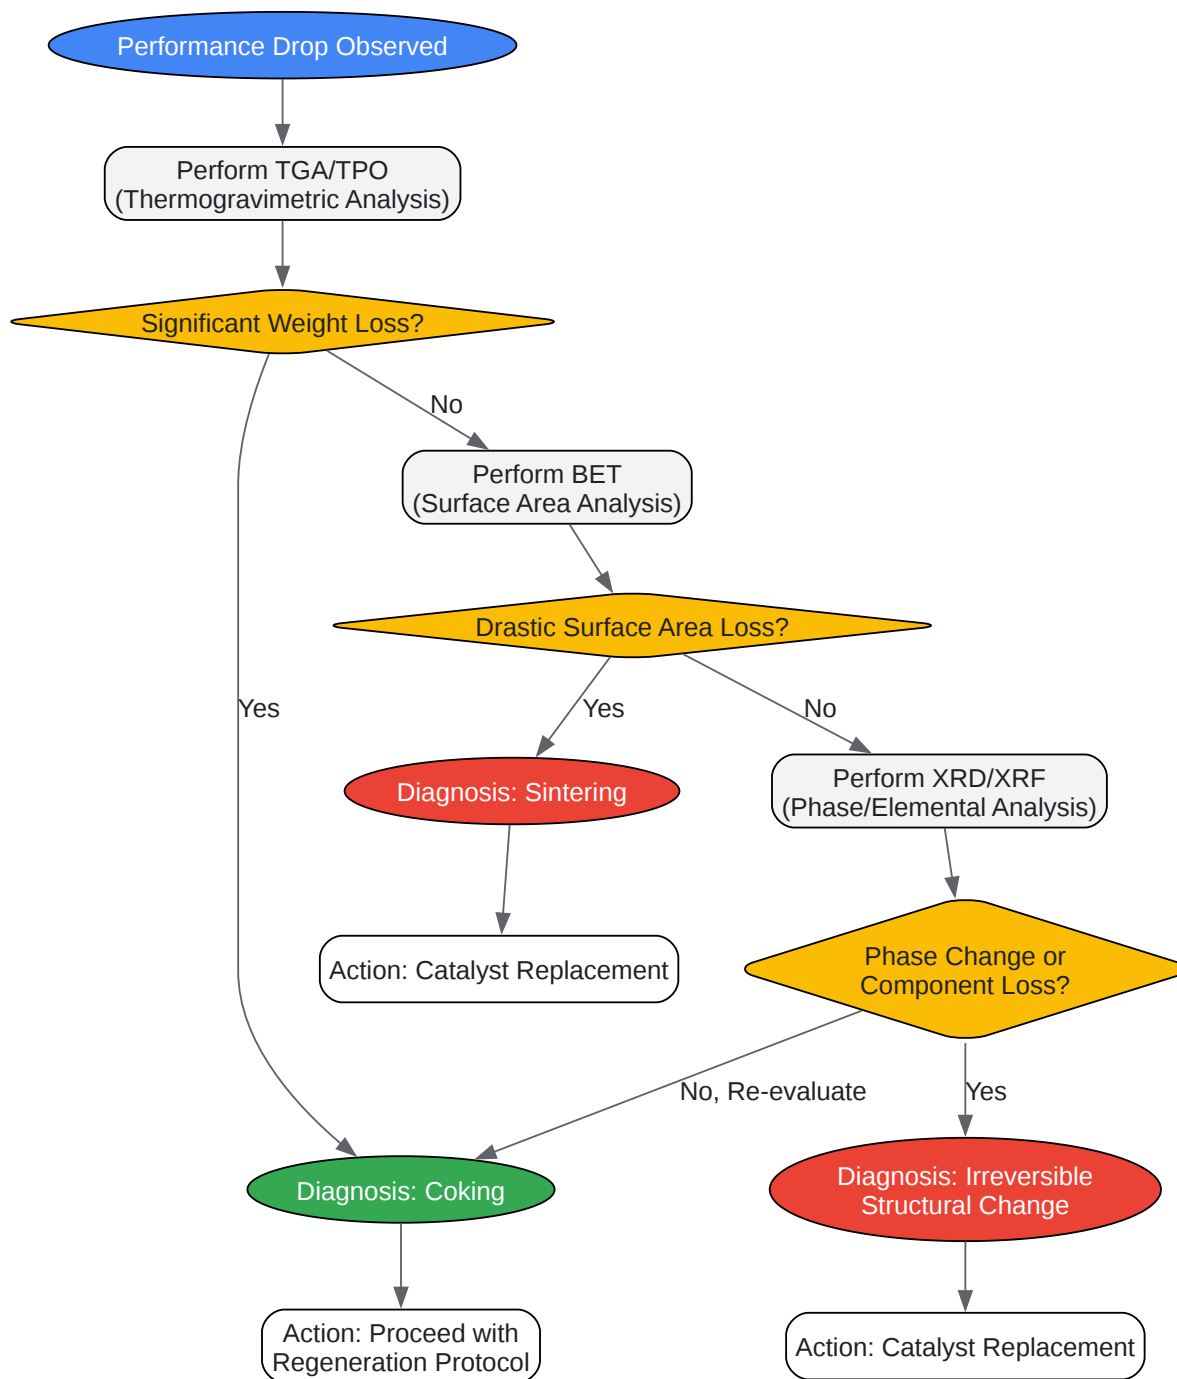 Performance Drop Observed
Perform TGA/TPO
(Thermogravimetric Analysis)
Significant Weight Loss?
No
Perform BET
(Surface Area Analysis)
Drastic Surface Area Loss?
Yes
Yes
No
Diagnosis: Sintering
Perform XRD/XRF
(Phase/Elemental Analysis)
Action: Catalyst Replacement
Phase Change or
Component Loss?
No, Re-evaluate
Yes
Diagnosis: Coking
Diagnosis: Irreversible
Structural Change
Action: Proceed with
Regeneration Protocol
Action: Catalyst Replacement